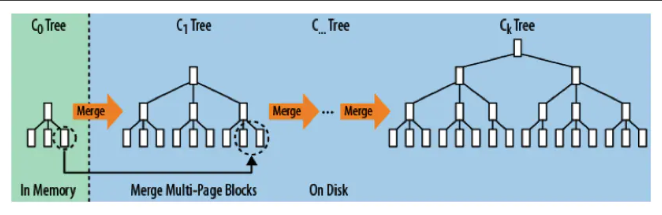 C0 Tree
C1 Tree
C... Tree
Ck Tree
Merge
Merge
...
Merge
In Memory
Merge Multi-Page Blocks
On Disk